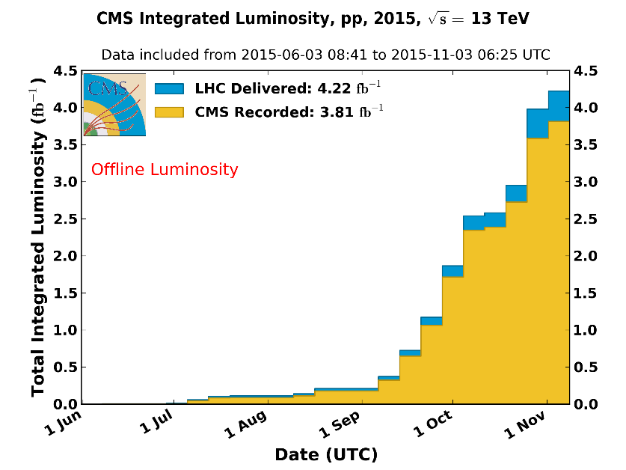 CMS Integrated Luminosity, pp, 2015, √s = 13 TeV
Data included from 2015-06-03 08:41 to 2015-11-03 06:25 UTC
CMS
LHC Delivered: 4.22 fb⁻¹
CMS Recorded: 3.81 fb⁻¹
Offline Luminosity
Total Integrated Luminosity (fb⁻¹)
4.5
4.0
3.5
3.0
2.5
2.0
1.5
1.0
0.5
0.0
4.5
4.0
3.5
3.0
2.5
2.0
1.5
1.0
0.5
0.0
1 Jun
1 Jul
1 Aug
1 Sep
1 Oct
1 Nov
Date (UTC)